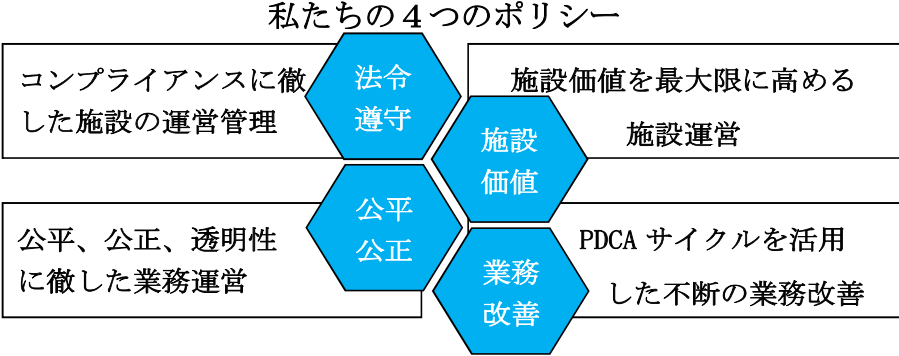 私たちの４つのポリシー
コンプライアンスに徹
した施設の運営管理
法令
遵守
施設価値を最大限に高める
施設運営
施設
価値
公平、公正、透明性
に徹した業務運営
公平
公正
PDCAサイクルを活用
した不断の業務改善
業務
改善